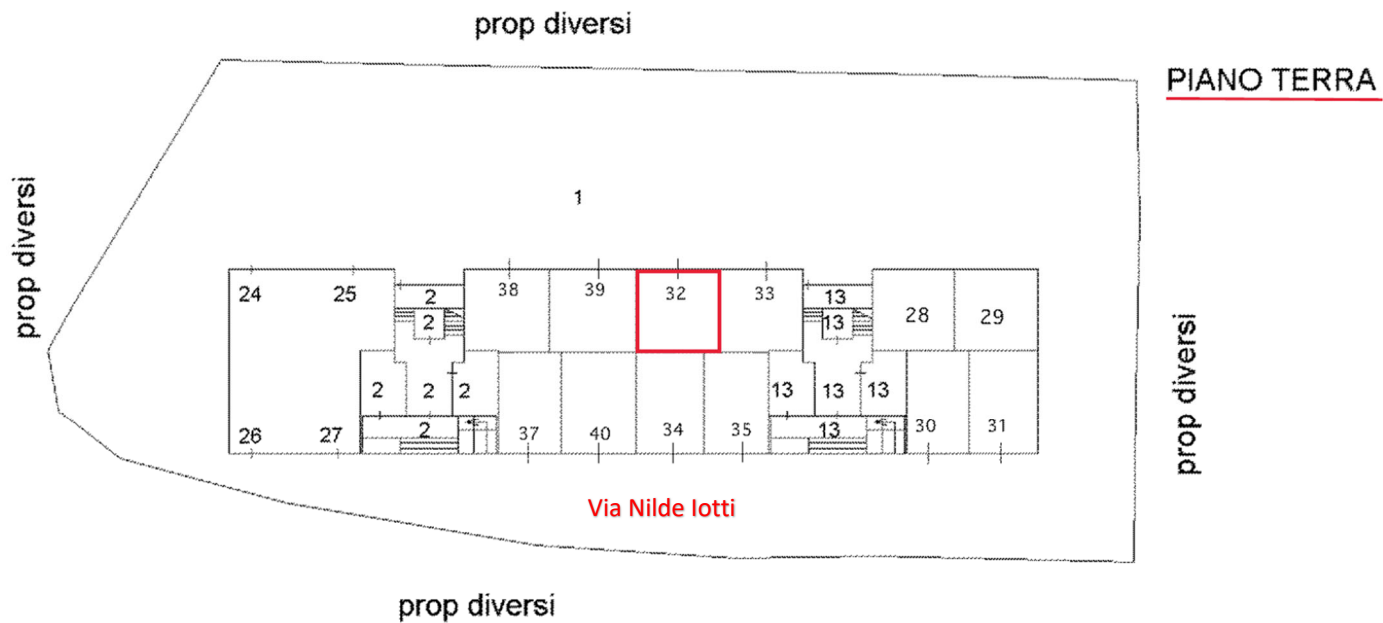 prop diversi
PIANO TERRA
prop diversi
1
24 25 2 38 39 32 33 13 28 29
2 13
prop diversi
2 2 2 13 13 13
26 27 2 37 40 34 35 13 30 31
Via Nilde Iotti
prop diversi